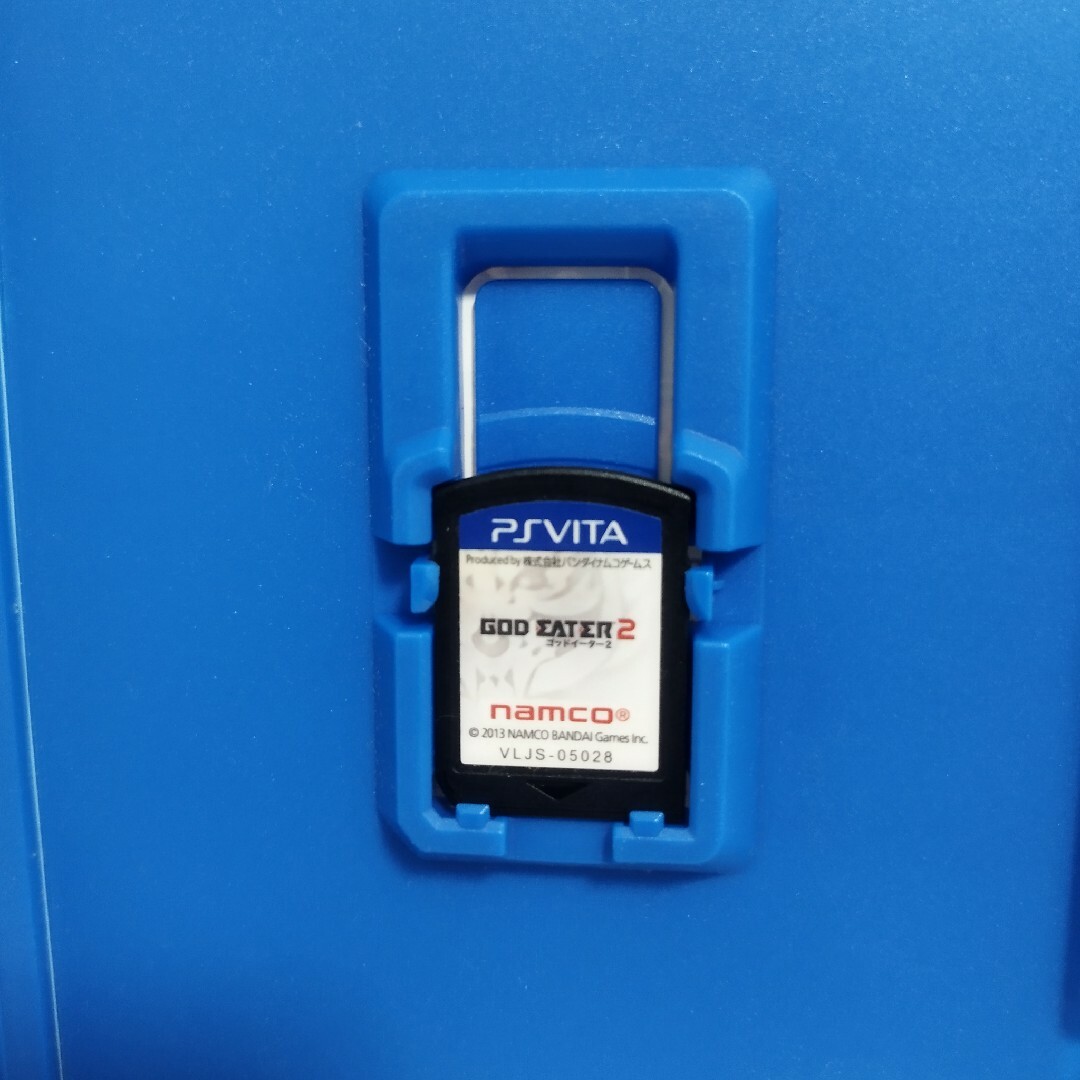 PSVITA
Produced by 株式会社バンダイナムコゲームス
GOD EATER 2
ゴッドイーター2
namco®
© 2013 NAMCO BANDAI Games Inc.
VLJS-05028